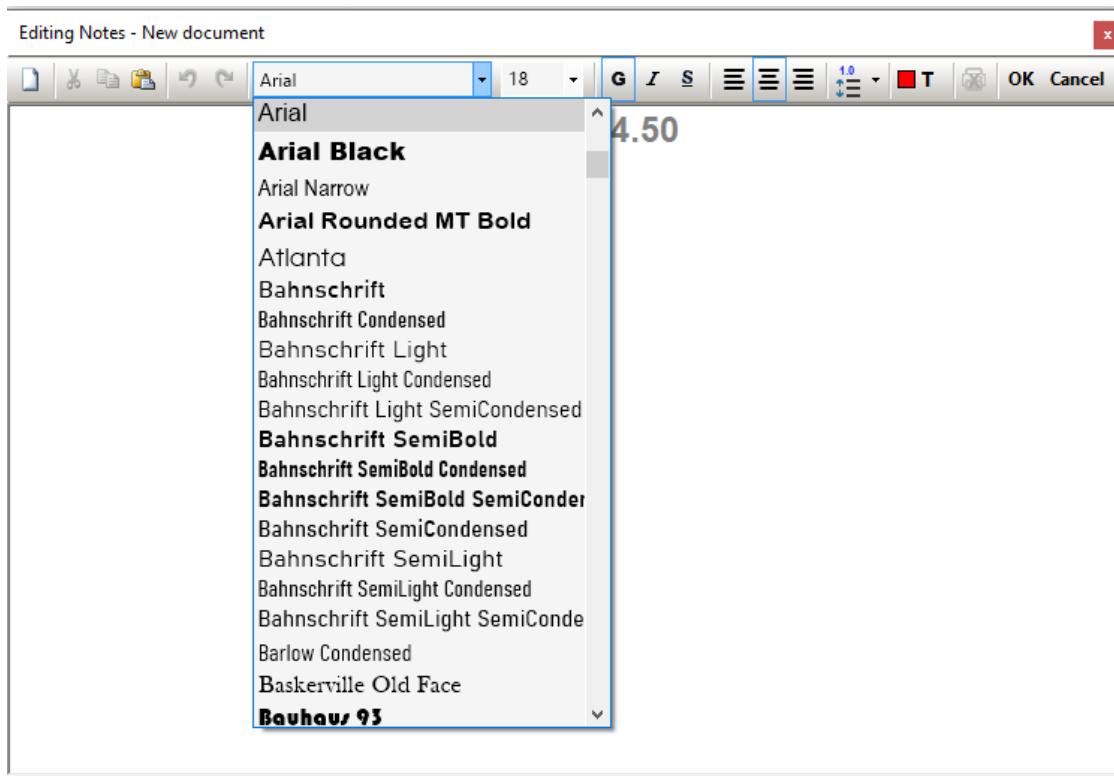 Editing Notes - New document
x
Arial 18 G I S 1.0 T OK Cancel
4.50
Arial
Arial Black
Arial Narrow
Arial Rounded MT Bold
Atlanta
Bahnschrift
Bahnschrift Condensed
Bahnschrift Light
Bahnschrift Light Condensed
Bahnschrift Light SemiCondensed
Bahnschrift SemiBold
Bahnschrift SemiBold Condensed
Bahnschrift SemiBold SemiConden
Bahnschrift SemiCondensed
Bahnschrift SemiLight
Bahnschrift SemiLight Condensed
Bahnschrift SemiLight SemiConde
Barlow Condensed
Baskerville Old Face
Bauhaus 93